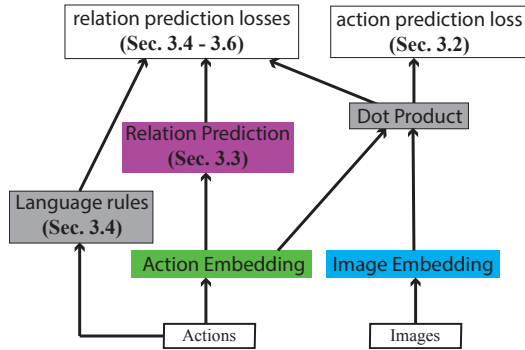 relation prediction losses
(Sec. 3.4 - 3.6)
action prediction loss
(Sec. 3.2)
Relation Prediction
(Sec. 3.3)
Dot Product
Language rules
(Sec. 3.4)
Action Embedding
Image Embedding
Actions
Images